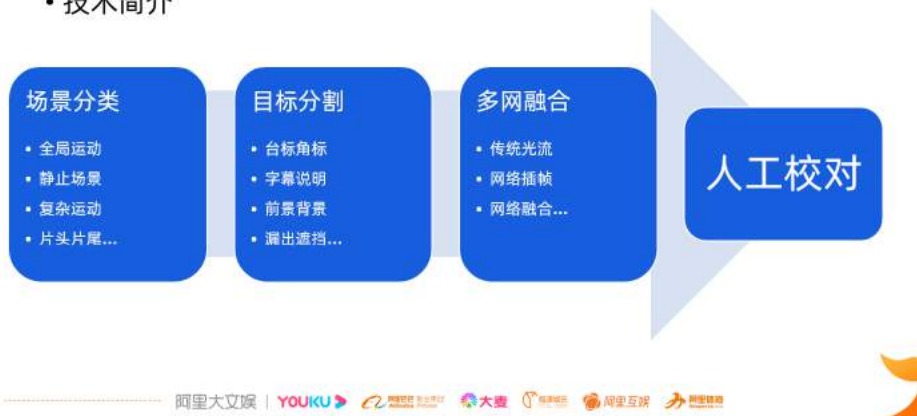 • 技术简介
场景分类
• 全局运动
• 静止场景
• 复杂运动
• 片头片尾...
目标分割
• 台标角标
• 字幕说明
• 前景背景
• 漏出遮挡...
多网融合
• 传统光流
• 网络插帧
• 网络融合...
人工校对
阿里大文娱 | YOUKU 大麦 阿里互娱